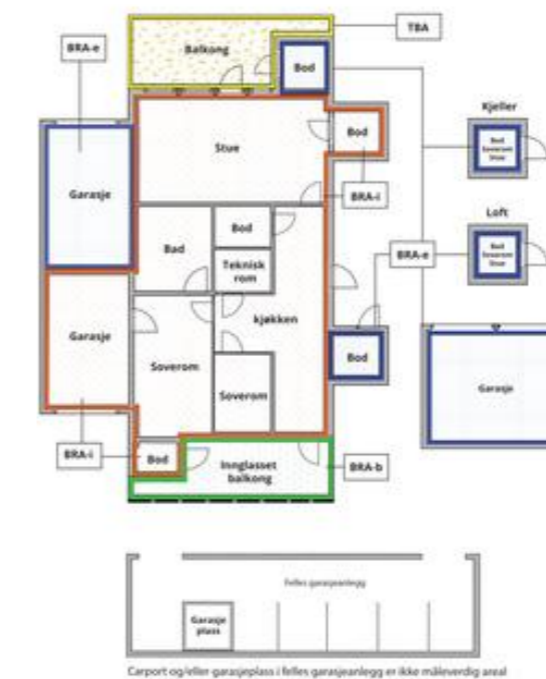 TBA
BRA-e
Balkong
Bod
Kjeller
Bod
Soverom
Stue
Stue
Bod
Garasje
BRA-i
Loft
Bod
Soverom
Stue
Bad
Bod
Teknisk
rom
BRA-e
kjøkken
Garasje
Bod
Soverom
Soverom
Garasje
BRA-i
Bod
Innglasset
balkong
BRA-b
Felles garasjeanlegg
Garasje
plass
Carport og/eller garasjeplass i felles garasjeanlegg er ikke måleverdig areal